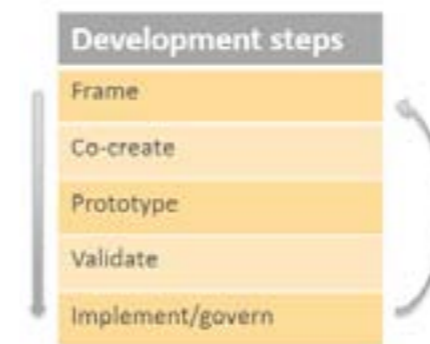 Development steps
Frame
Co-create
Prototype
Validate
Implement/govern